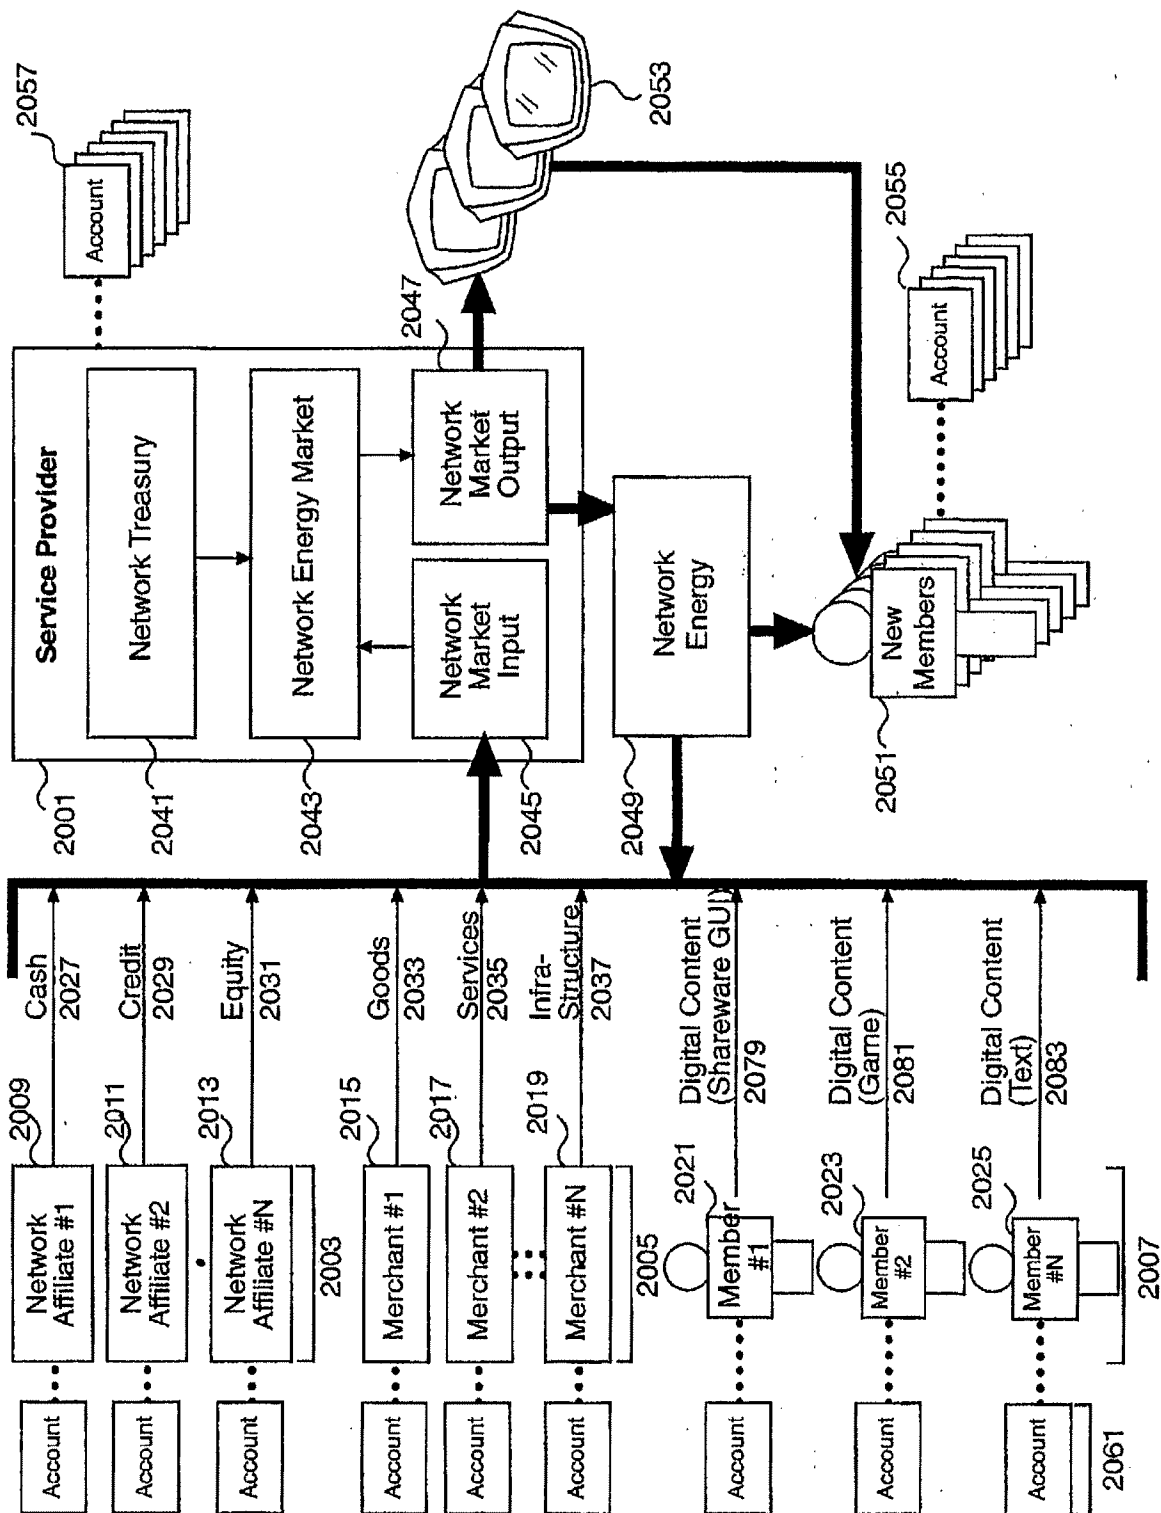 Account
Account
Account
Account
Account
Account
Account
Account
Account
2061
Network
Affiliate #1
2009
Cash
2027
Network
Affiliate #2
2011
Credit
2029
Network
Affiliate #N
2013
Equity
2031
2003
Merchant #1
2015
Goods
2033
Merchant #2
2017
Services
2035
Merchant #N
2019
Infra-
Structure
2037
2005
Member
#1
2021
Digital Content
(Shareware GUI)
2079
Member
#2
2023
Digital Content
(Game)
2081
Member
#N
2025
Digital Content
(Text)
2083
2007
Service Provider
2001
Network Treasury
2041
Network Energy Market
2043
Network
Market
Input
2045
Network
Market
Output
2047
Network
Energy
2049
New
Members
2051
2053
Account
2055
Account
2057